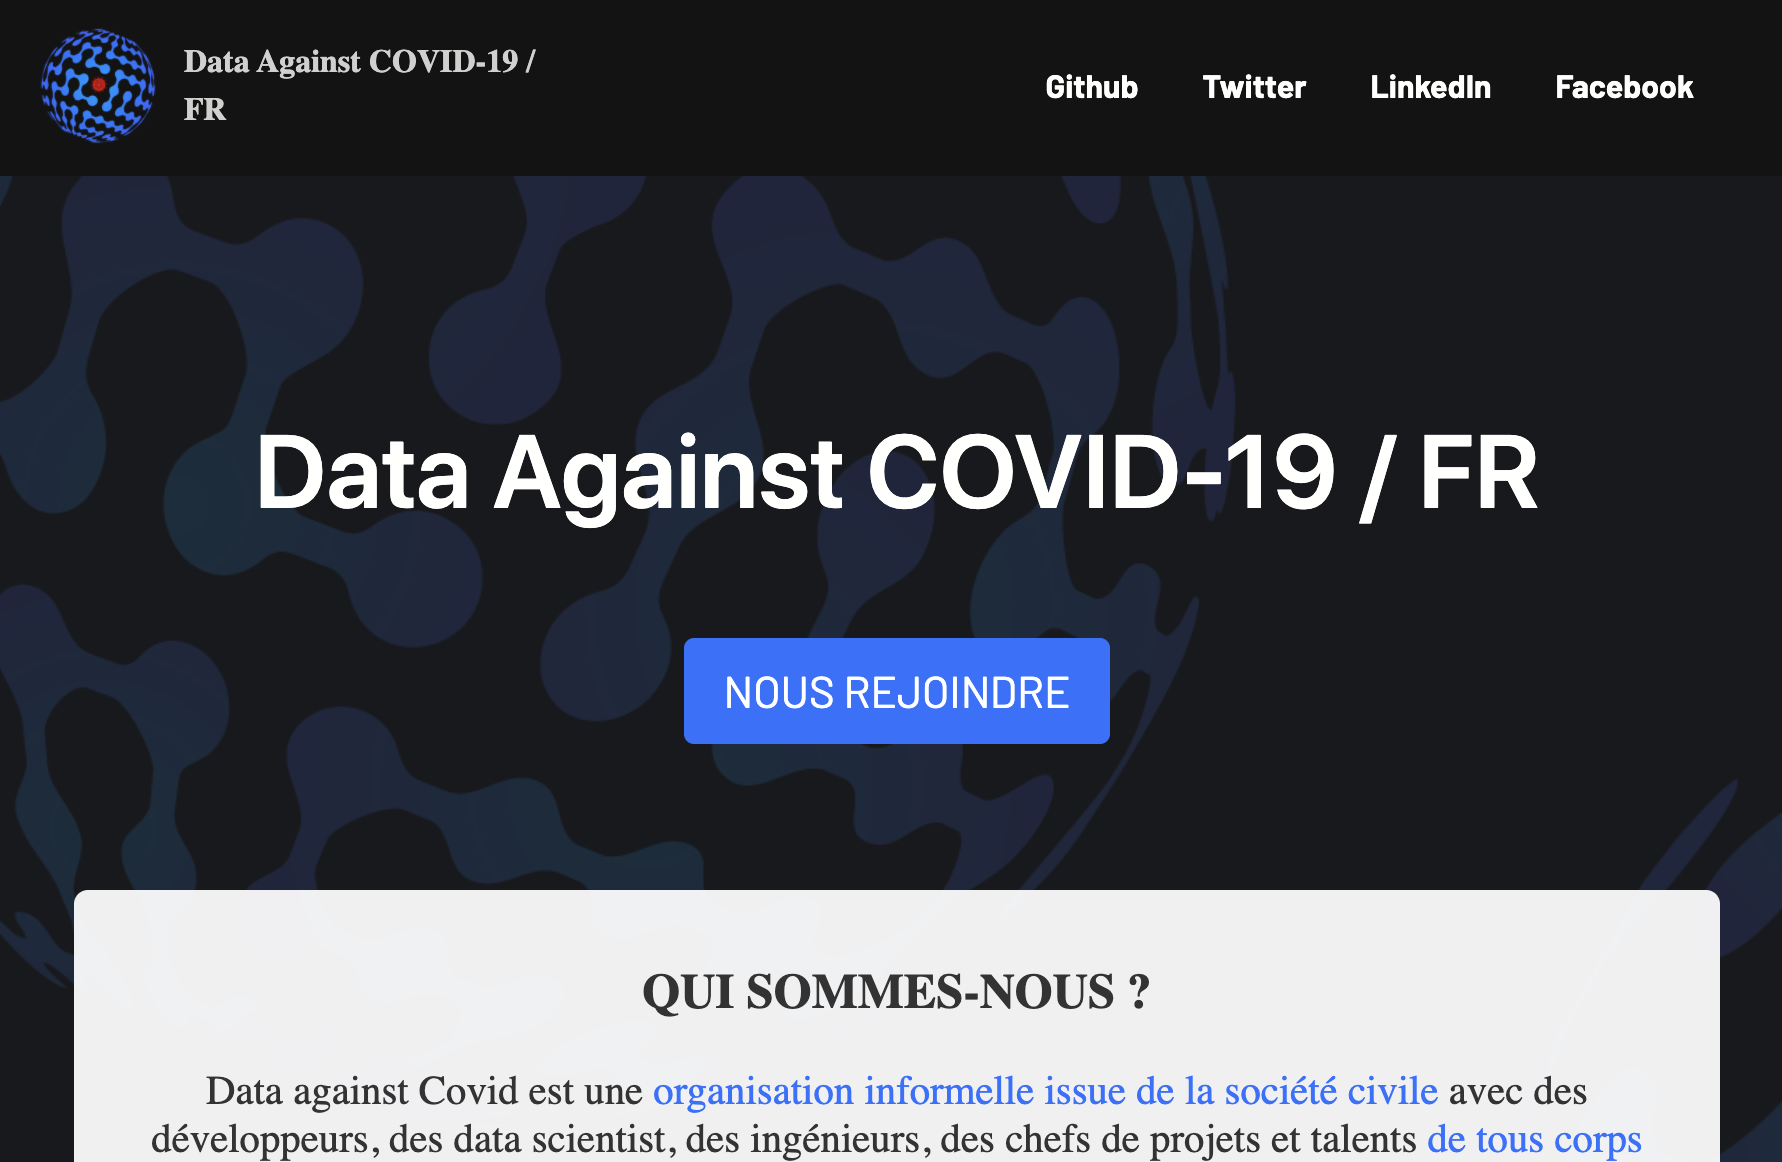 Data Against COVID-19 /
FR
Github Twitter LinkedIn Facebook
Data Against COVID-19 / FR
NOUS REJOINDRE
QUI SOMMES-NOUS ?
Data against Covid est une organisation informelle issue de la société civile avec des
développeurs, des data scientist, des ingénieurs, des chefs de projets et talents de tous corps